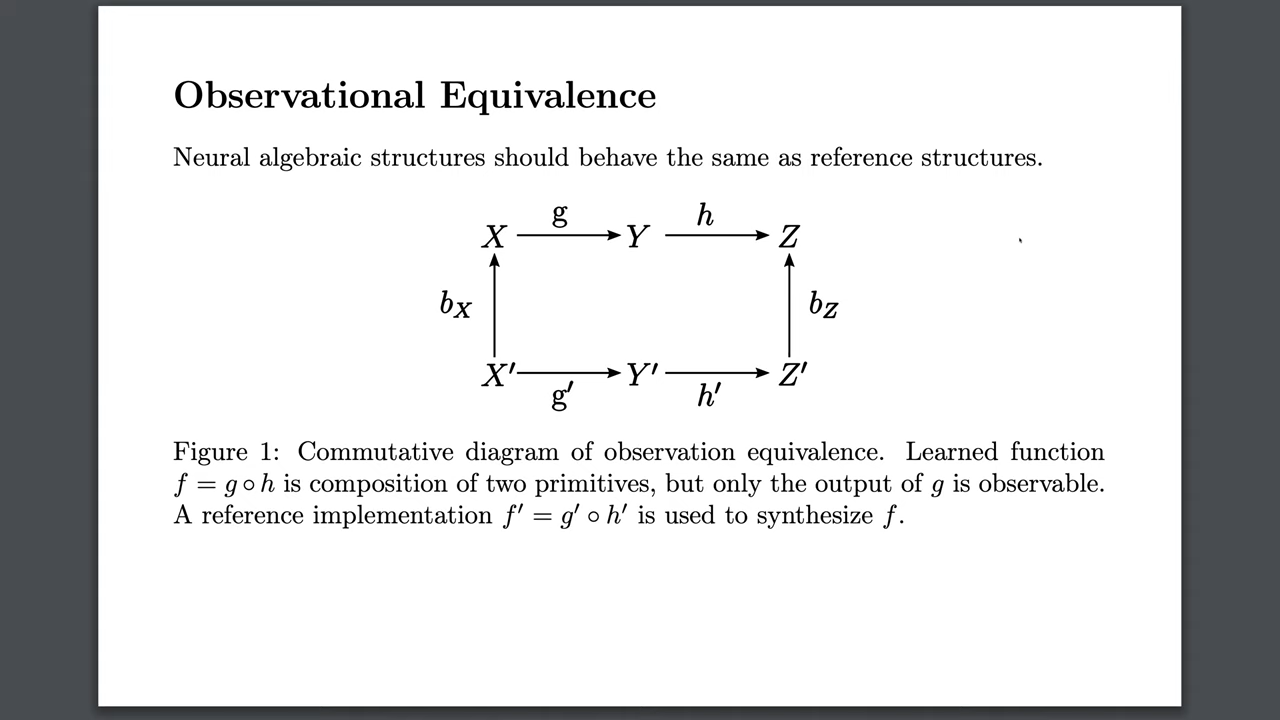 Observational Equivalence
Neural algebraic structures should behave the same as reference structures.
g h
X Y Z
b_X b_Z
X′ Y′ Z′
g′ h′
Figure 1: Commutative diagram of observation equivalence. Learned function
f = g ∘ h is composition of two primitives, but only the output of g is observable.
A reference implementation f′ = g′ ∘ h′ is used to synthesize f.